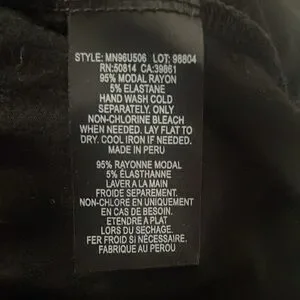 STYLE: MN96U506 LOT: 98804
RN:50814 CA:39861
95% MODAL RAYON
5% ELASTANE
HAND WASH COLD
SEPARATELY. ONLY
NON-CHLORINE BLEACH
WHEN NEEDED. LAY FLAT TO
DRY. COOL IRON IF NEEDED.
MADE IN PERU
95% RAYONNE MODAL
5% ÉLASTHANNE
LAVER A LA MAIN
FROIDE SEPAREMENT.
NON-CHLORE EN UNIQUEMENT
EN CAS DE BESOIN.
ETENDRE A PLAT
LORS DU SECHAGE.
FER FROID SI NÉCESSAIRE.
FABRIQUE AU PEROU